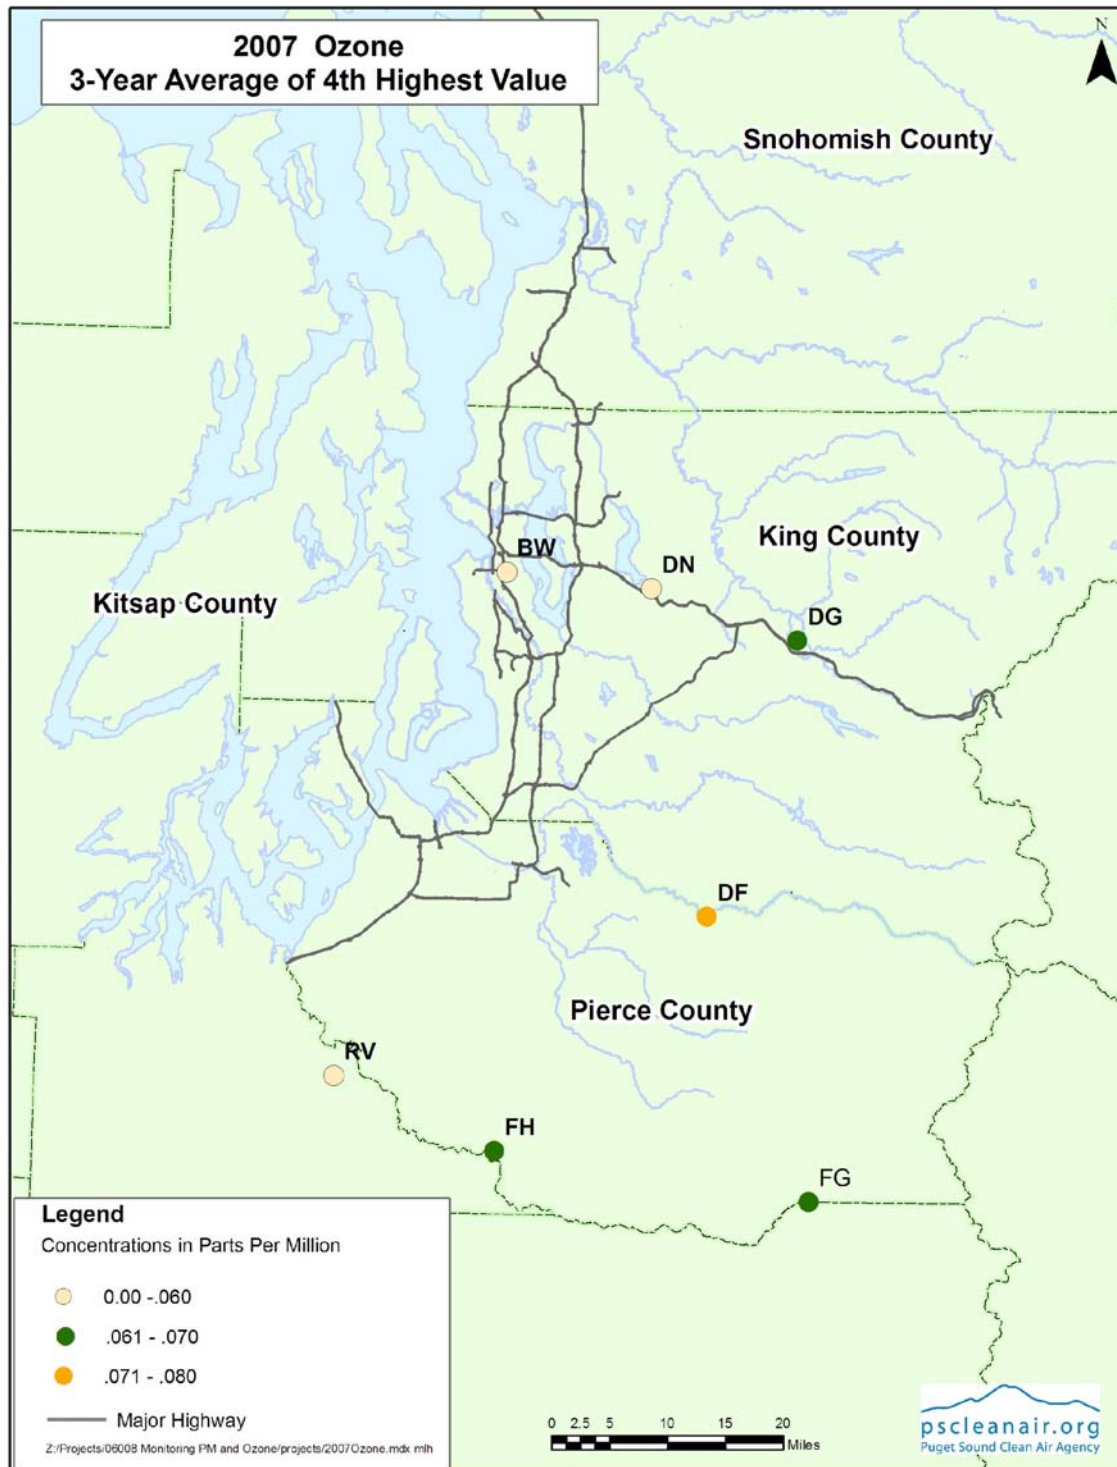 2007 Ozone
3-Year Average of 4th Highest Value
N
Snohomish County
King County
BW
DN
Kitsap County
DG
DF
Pierce County
RV
FH
FG
Legend
Concentrations in Parts Per Million
0.00 -.060
.061 - .070
.071 - .080
Major Highway
Z:/Projects/06008 Monitoring PM and Ozone/projects/2007Ozone.mdx mlh
0 2.5 5 10 15 20
Miles
pscleanair.org
Puget Sound Clean Air Agency